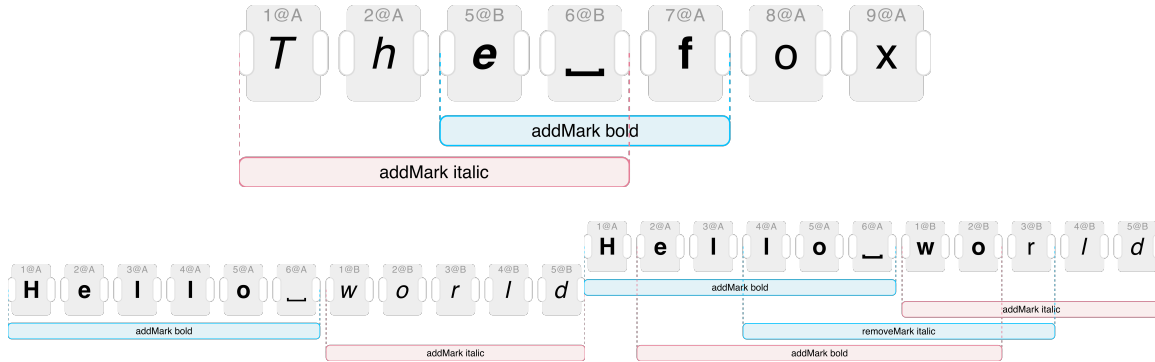 1@A 2@A 5@B 6@B 7@A 8@A 9@A
T h e ⎵ f o x
addMark bold
addMark italic
1@A 2@A 3@A 4@A 5@A 6@A 1@B 2@B 3@B 4@B 5@B
H e l l o ⎵ w o r l d
addMark bold
addMark italic
1@A 2@A 3@A 4@A 5@A 6@A 1@B 2@B 3@B 4@B 5@B
H e l l o ⎵ w o r l d
addMark bold
addMark italic
removeMark italic
addMark bold